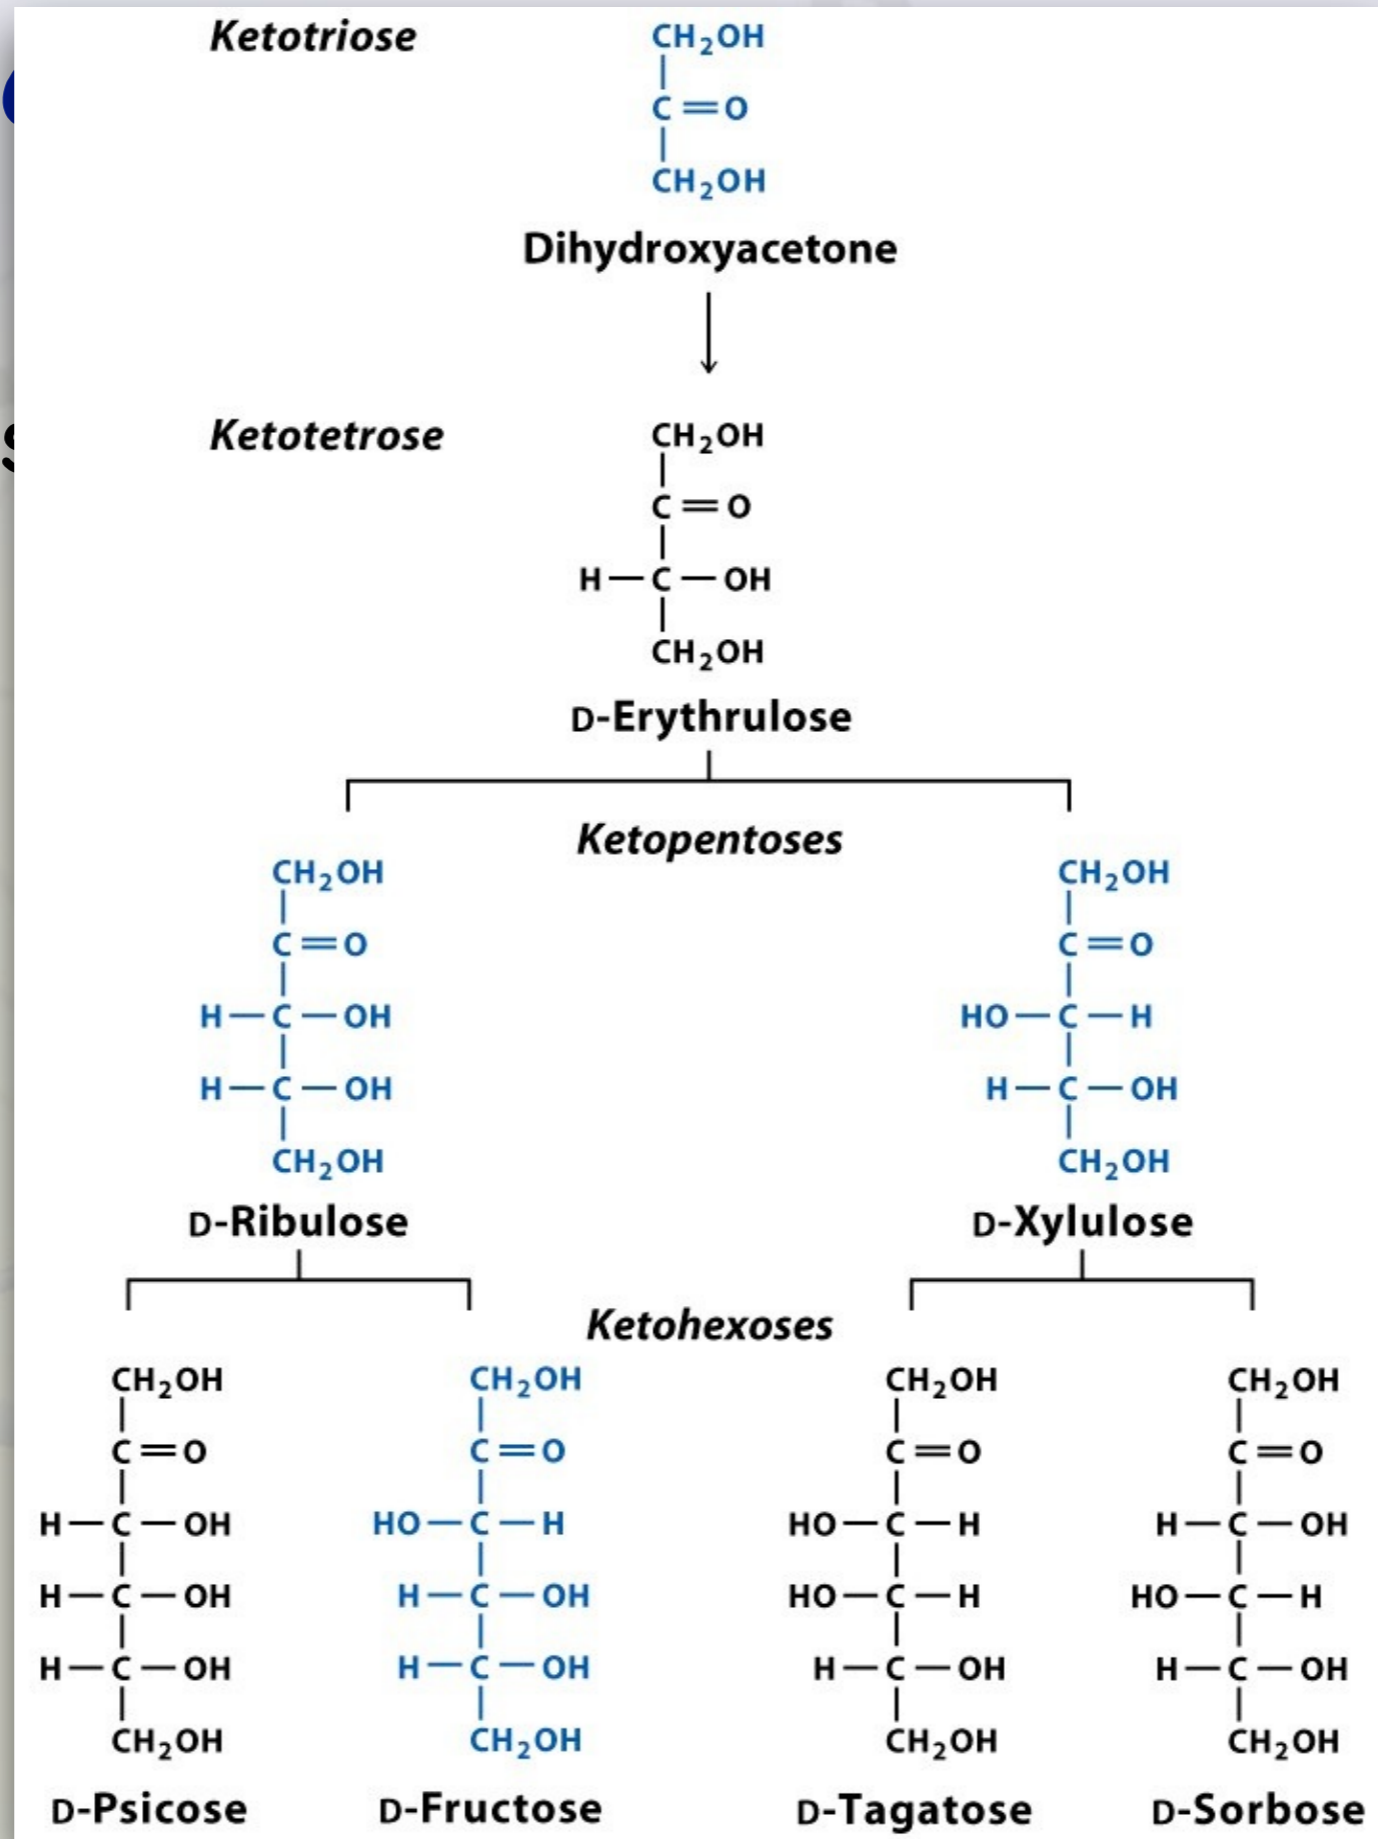 Ketotriose
CH₂OH
C=O
CH₂OH
Dihydroxyacetone
Ketotetrose
CH₂OH
C=O
H—C—OH
CH₂OH
D-Erythrulose
Ketopentoses
CH₂OH CH₂OH
C=O C=O
H—C—OH HO—C—H
H—C—OH H—C—OH
CH₂OH CH₂OH
D-Ribulose D-Xylulose
Ketohexoses
CH₂OH CH₂OH CH₂OH CH₂OH
C=O C=O C=O C=O
H—C—OH HO—C—H HO—C—H H—C—OH
H—C—OH H—C—OH HO—C—H HO—C—H
H—C—OH H—C—OH H—C—OH H—C—OH
CH₂OH CH₂OH CH₂OH CH₂OH
D-Psicose D-Fructose D-Tagatose D-Sorbose